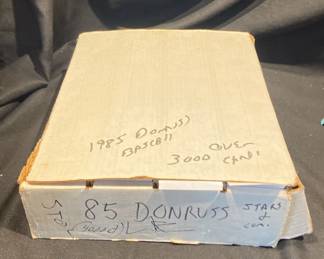 1985 Donruss
BASEBALL
OVER
3000 CARDS
85 DONRUSS
STARS
&
COM.